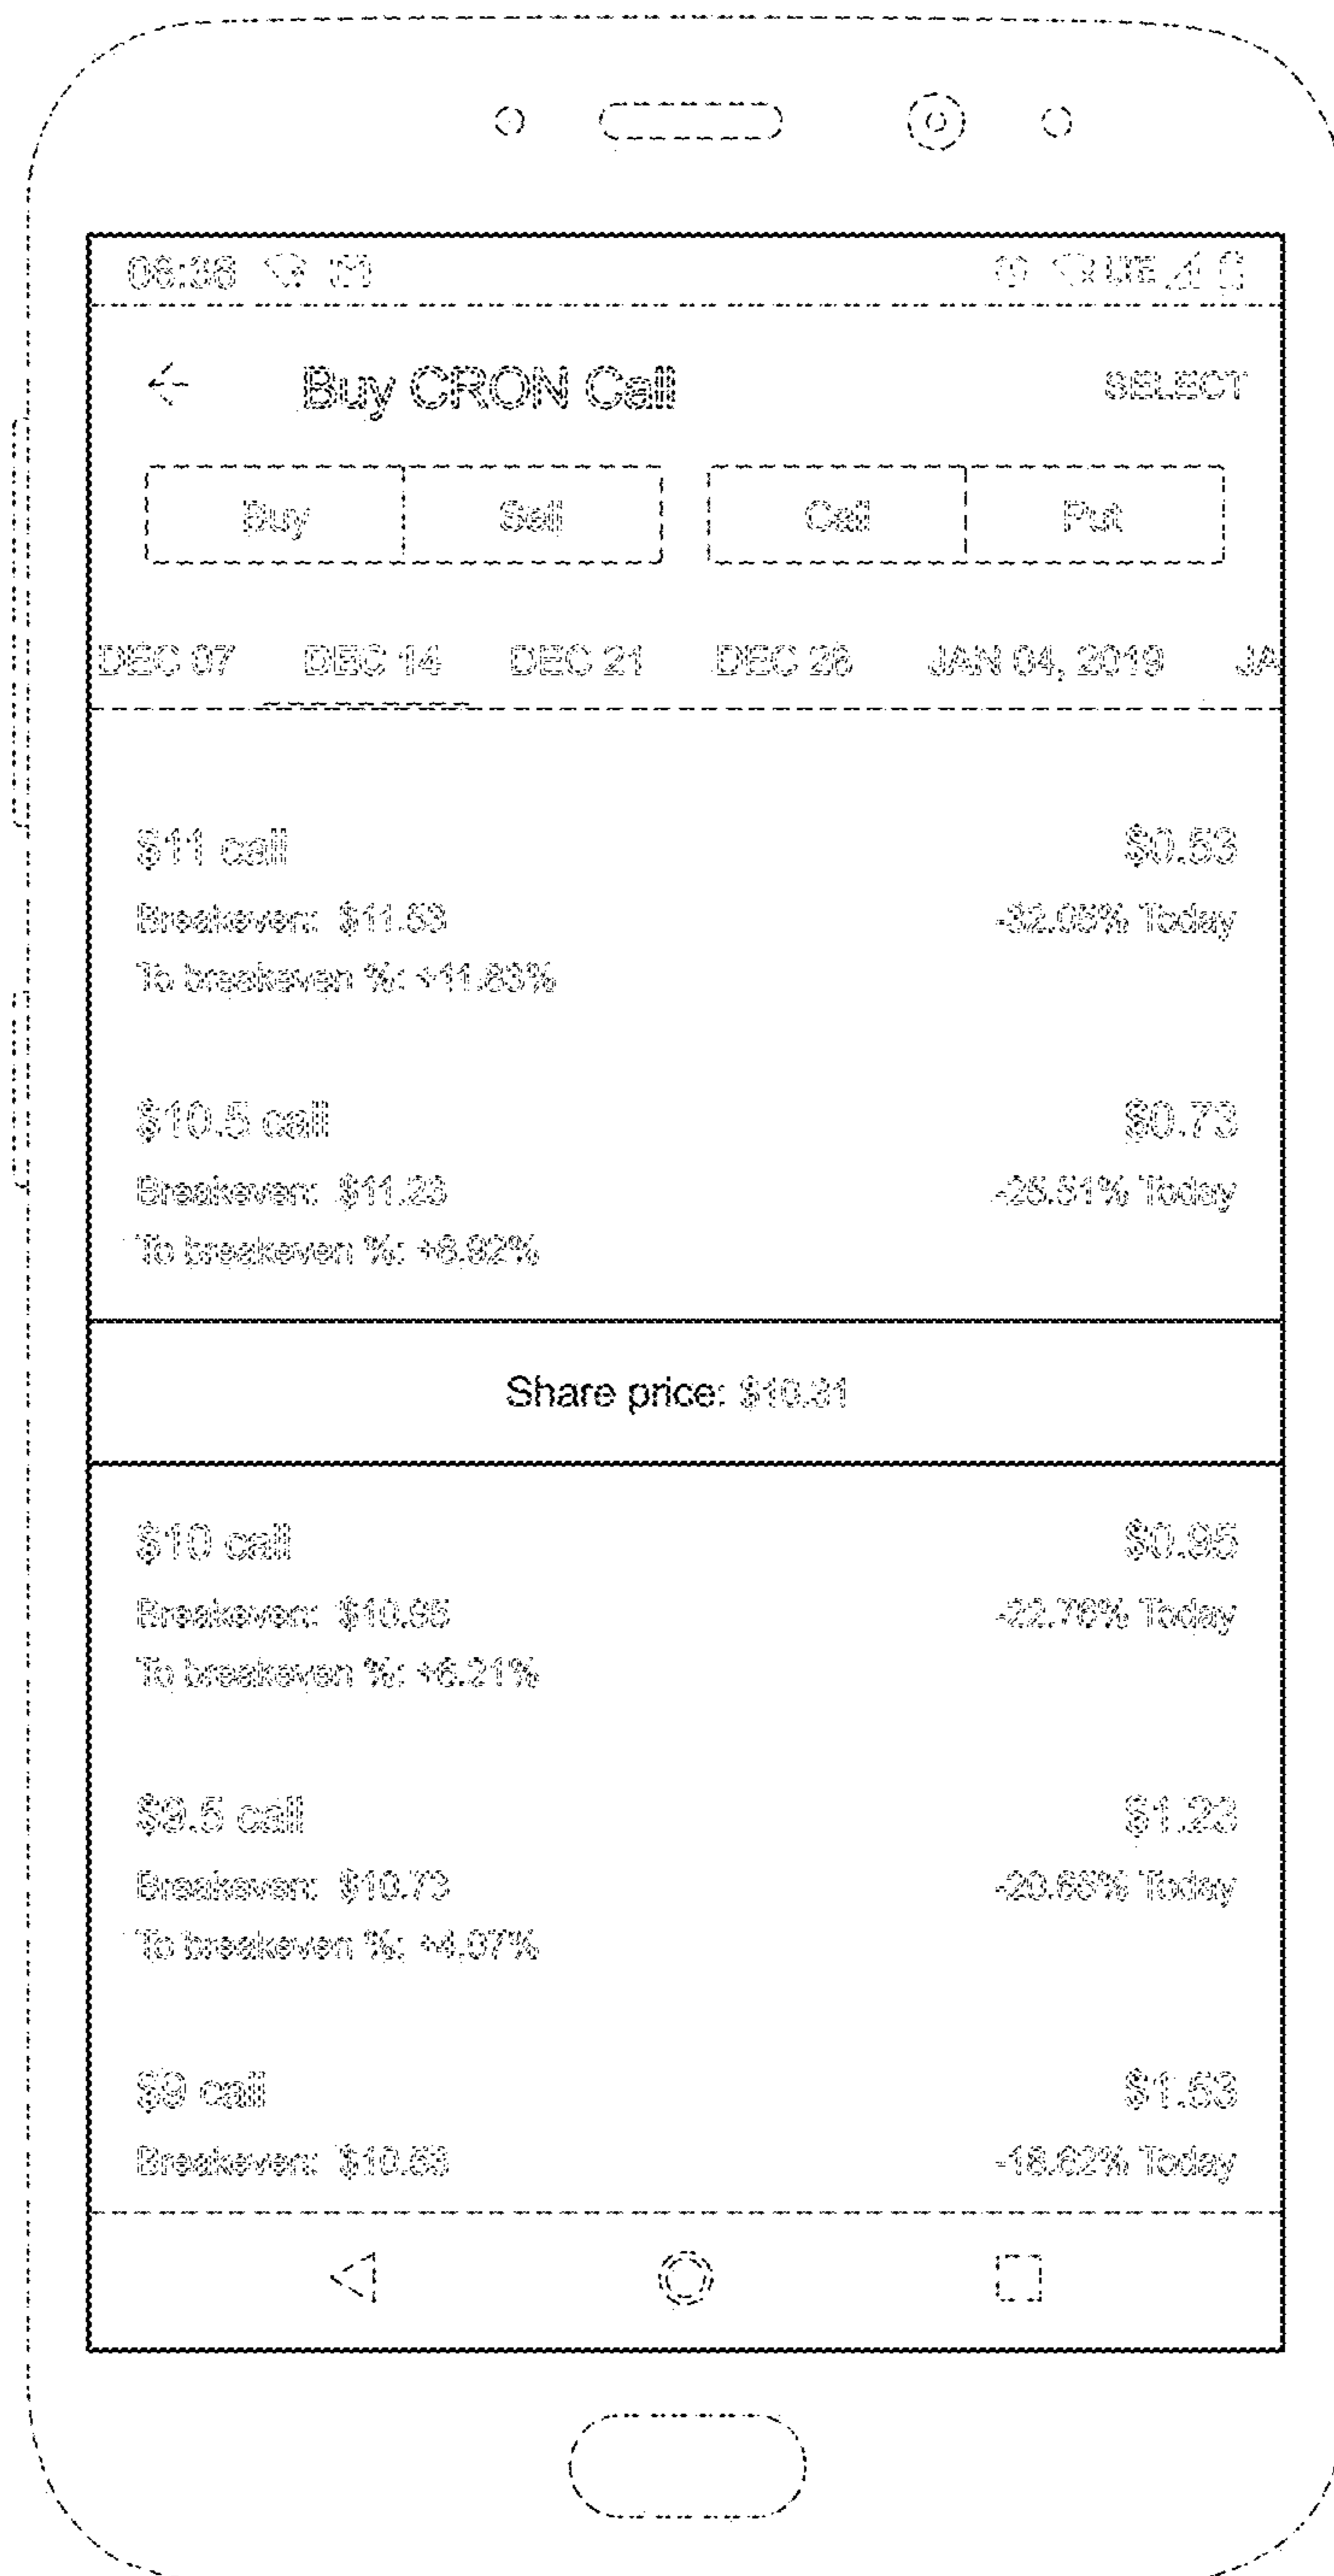 08:36 LTE
Buy CRON Call SELECT
Buy Sell Call Put
DEC 07 DEC 14 DEC 21 DEC 28 JAN 04, 2019 JA
$11 call $0.53
Breakeven: $11.53 -32.05% Today
To breakeven %: +11.83%
$10.5 call $0.73
Breakeven: $11.23 -25.51% Today
To breakeven %: +8.92%
Share price: $10.31
$10 call $0.95
Breakeven: $10.95 -22.76% Today
To breakeven %: +6.21%
$9.5 call $1.23
Breakeven: $10.73 Today
To breakeven %: +4.07%
$9 call $1.53
Breakeven: $10.53 -18.62% Today